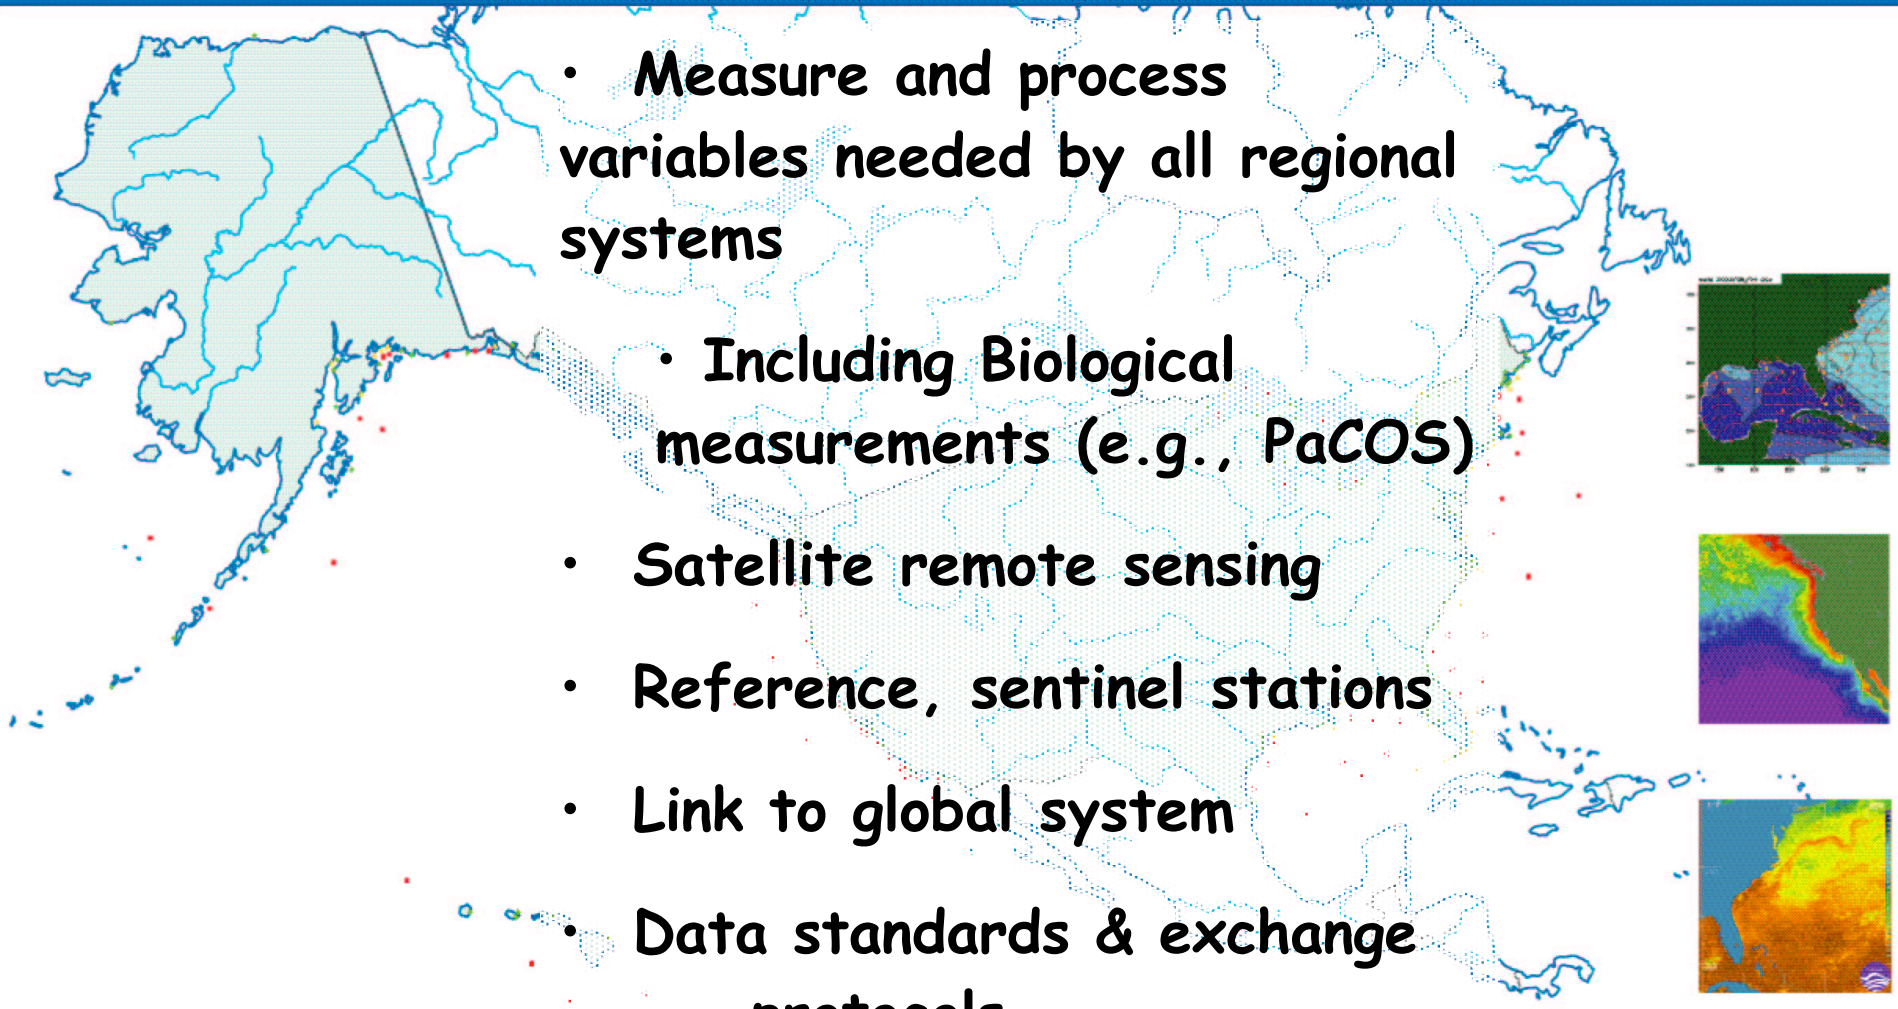 • Measure and process
variables needed by all regional
systems
• Including Biological
measurements (e.g., PaCOS)
• Satellite remote sensing
• Reference, sentinel stations
• Link to global system
• Data standards & exchange
protocols